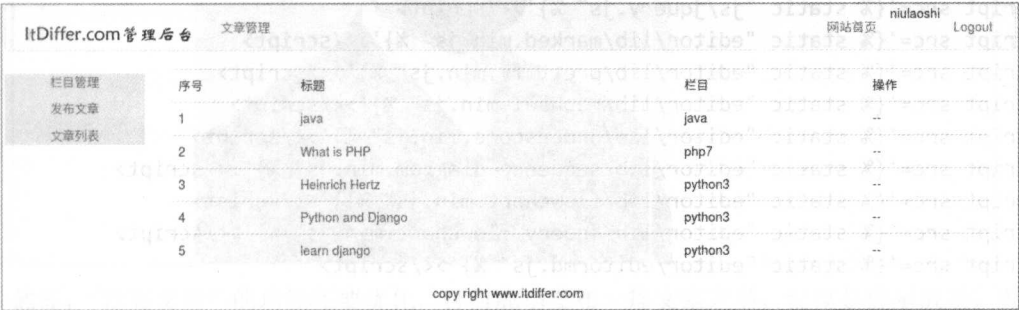 ItDiffer.com管理后台 文章管理 网站首页 niulaoshi Logout
栏目管理
发布文章
文章列表
序号 标题 栏目 操作
1 java java --
2 What is PHP php7 --
3 Heinrich Hertz python3 --
4 Python and Django python3 --
5 learn django python3 --
copy right www.itdiffer.com